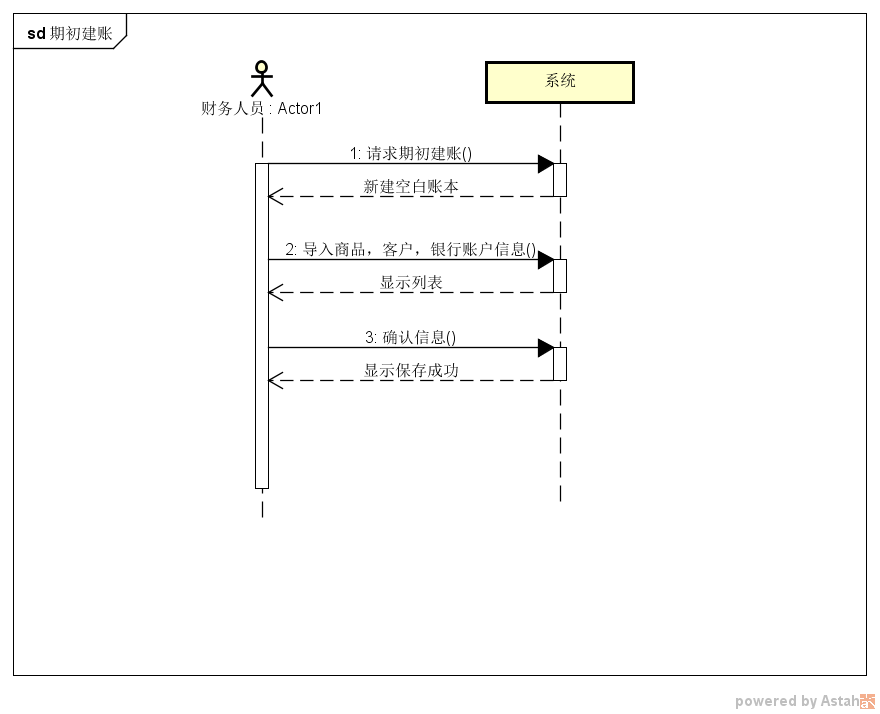 sd 期初建账
财务人员 : Actor1
系统
1: 请求期初建账()
新建空白账本
2: 导入商品，客户，银行账户信息()
显示列表
3: 确认信息()
显示保存成功
powered by Astah